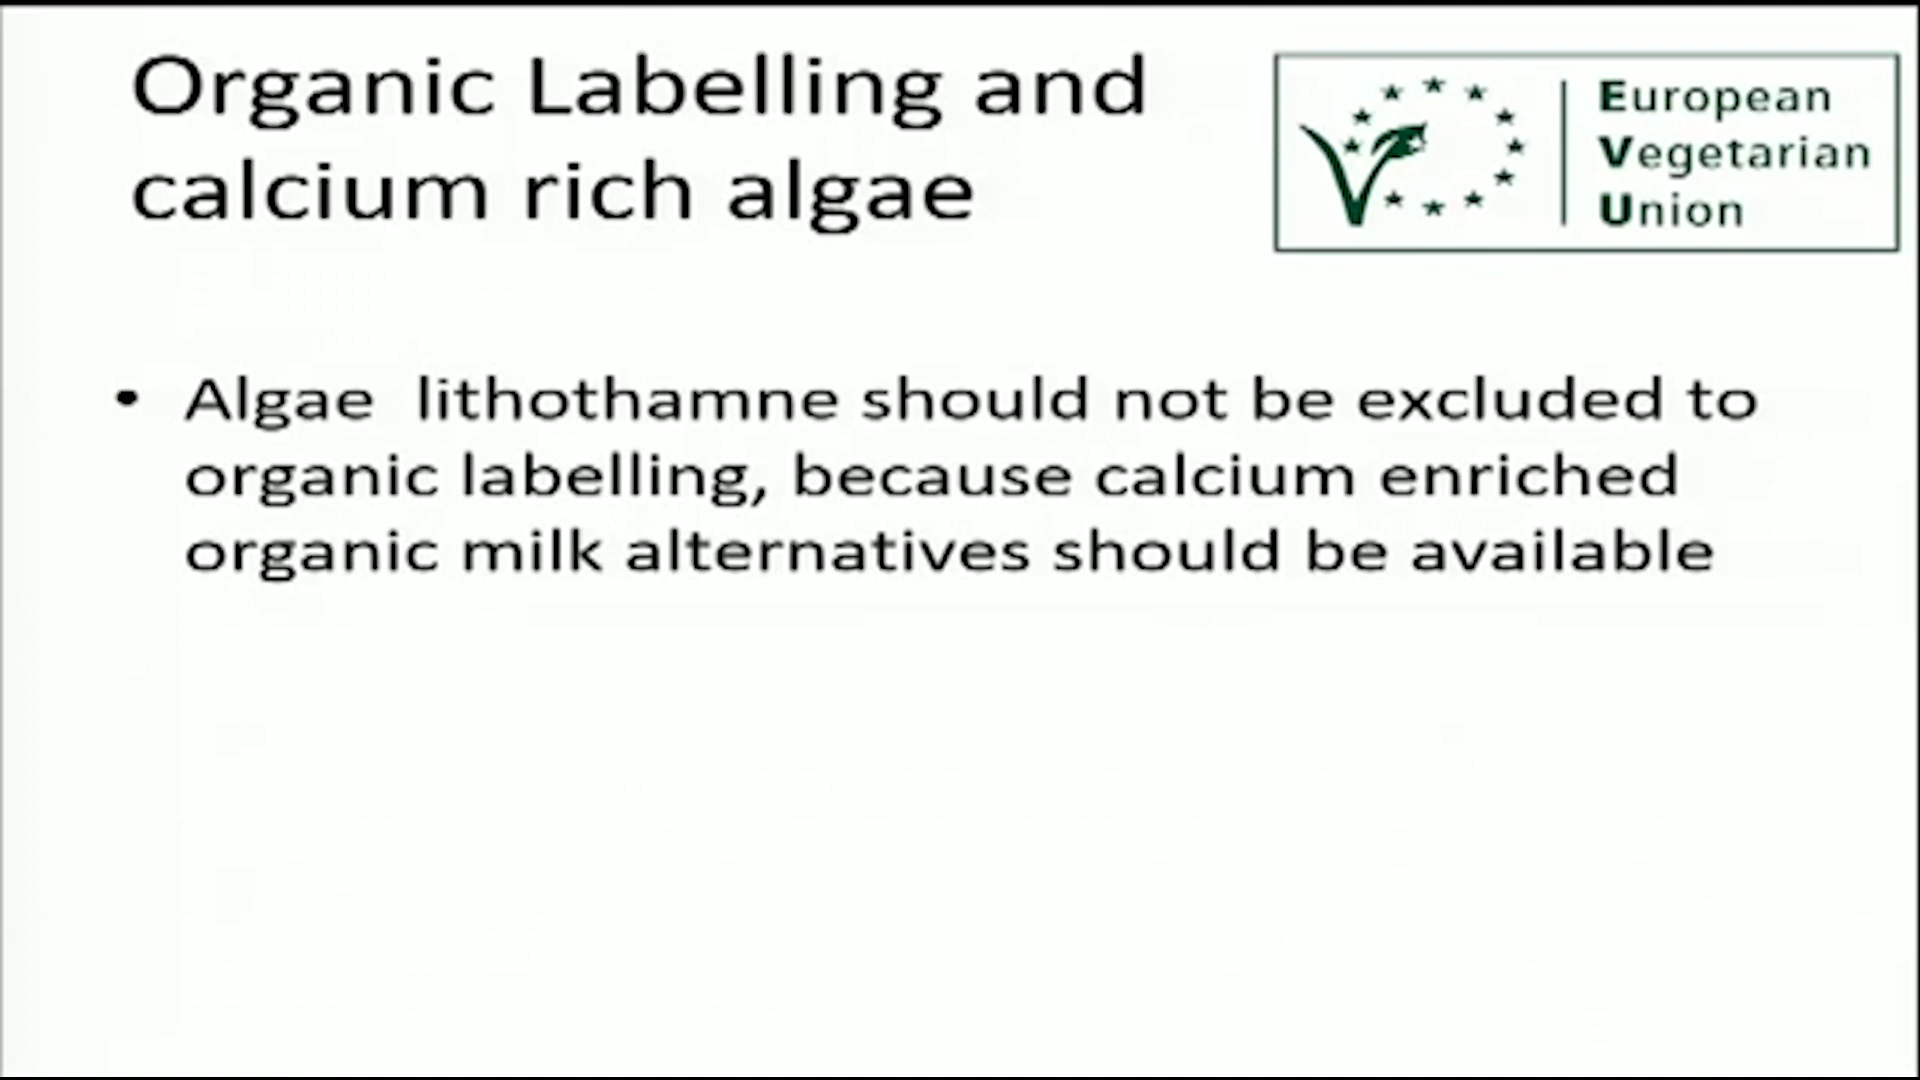 Organic Labelling and
calcium rich algae
European
Vegetarian
Union
• Algae lithothamne should not be excluded to
organic labelling, because calcium enriched
organic milk alternatives should be available